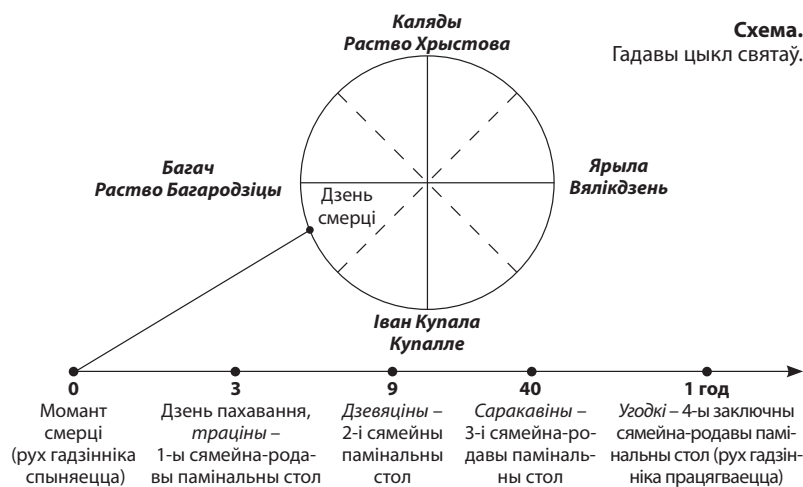 Схема.
Гадавы цыкл святаў.
Каляды
Раство Хрыстова
Багач
Раство Багародзіцы
Ярыла
Вялікдзень
Дзень
смерці
Іван Купала
Купалле
0
Момант
смерці
(рух гадзінніка
спыняецца)
3
Дзень пахавання,
траціны –
1-ы сямейна-рода-
вы памінальны стол
9
Дзевяціны –
2-і сямейны
памінальны
стол
40
Саракавіны –
3-і сямейна-ро-
давы паміналь-
ны стол
1 год
Угодкі – 4-ы заключны
сямейна-родавы памі-
нальны стол (рух гадзін-
ніка працягваецца)